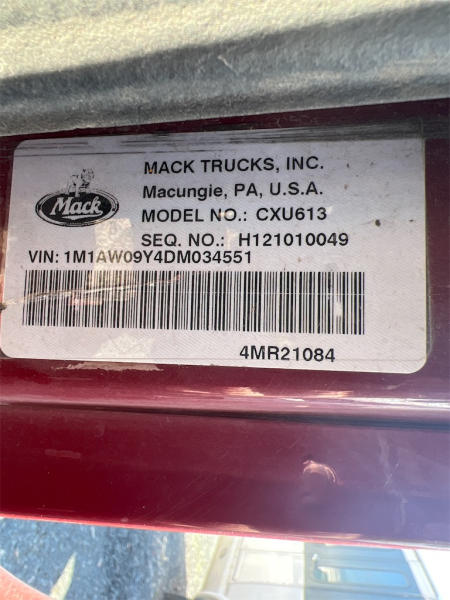 MACK TRUCKS, INC.
Macungie, PA, U.S.A.
Mack
MODEL NO.: CXU613
SEQ. NO.: H121010049
VIN: 1M1AW09Y4DM034551
4MR21084